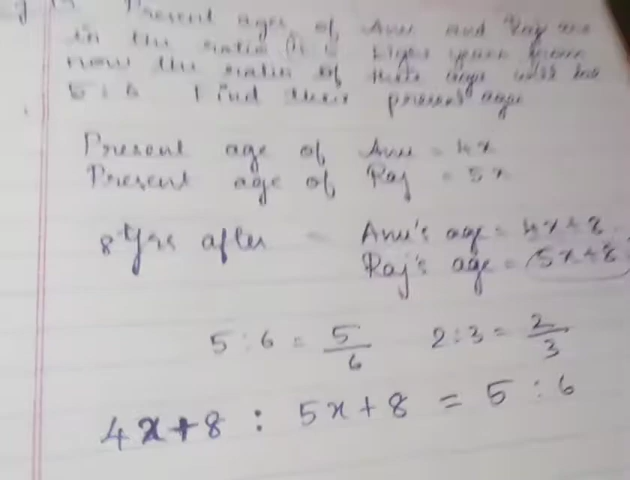 Present ages of Anu and Raj are
in the ratio Eight years from
now the ratio of their ages will be
5 : 6 Find their present age
Present age of Anu = 4x
Present age of Raj = 5x
8 yrs after - Anu's age = 4x+8
Raj's age = 5x+8
5 : 6 = 5/6 2 : 3 = 2/3
4x+8 : 5x+8 = 5 : 6